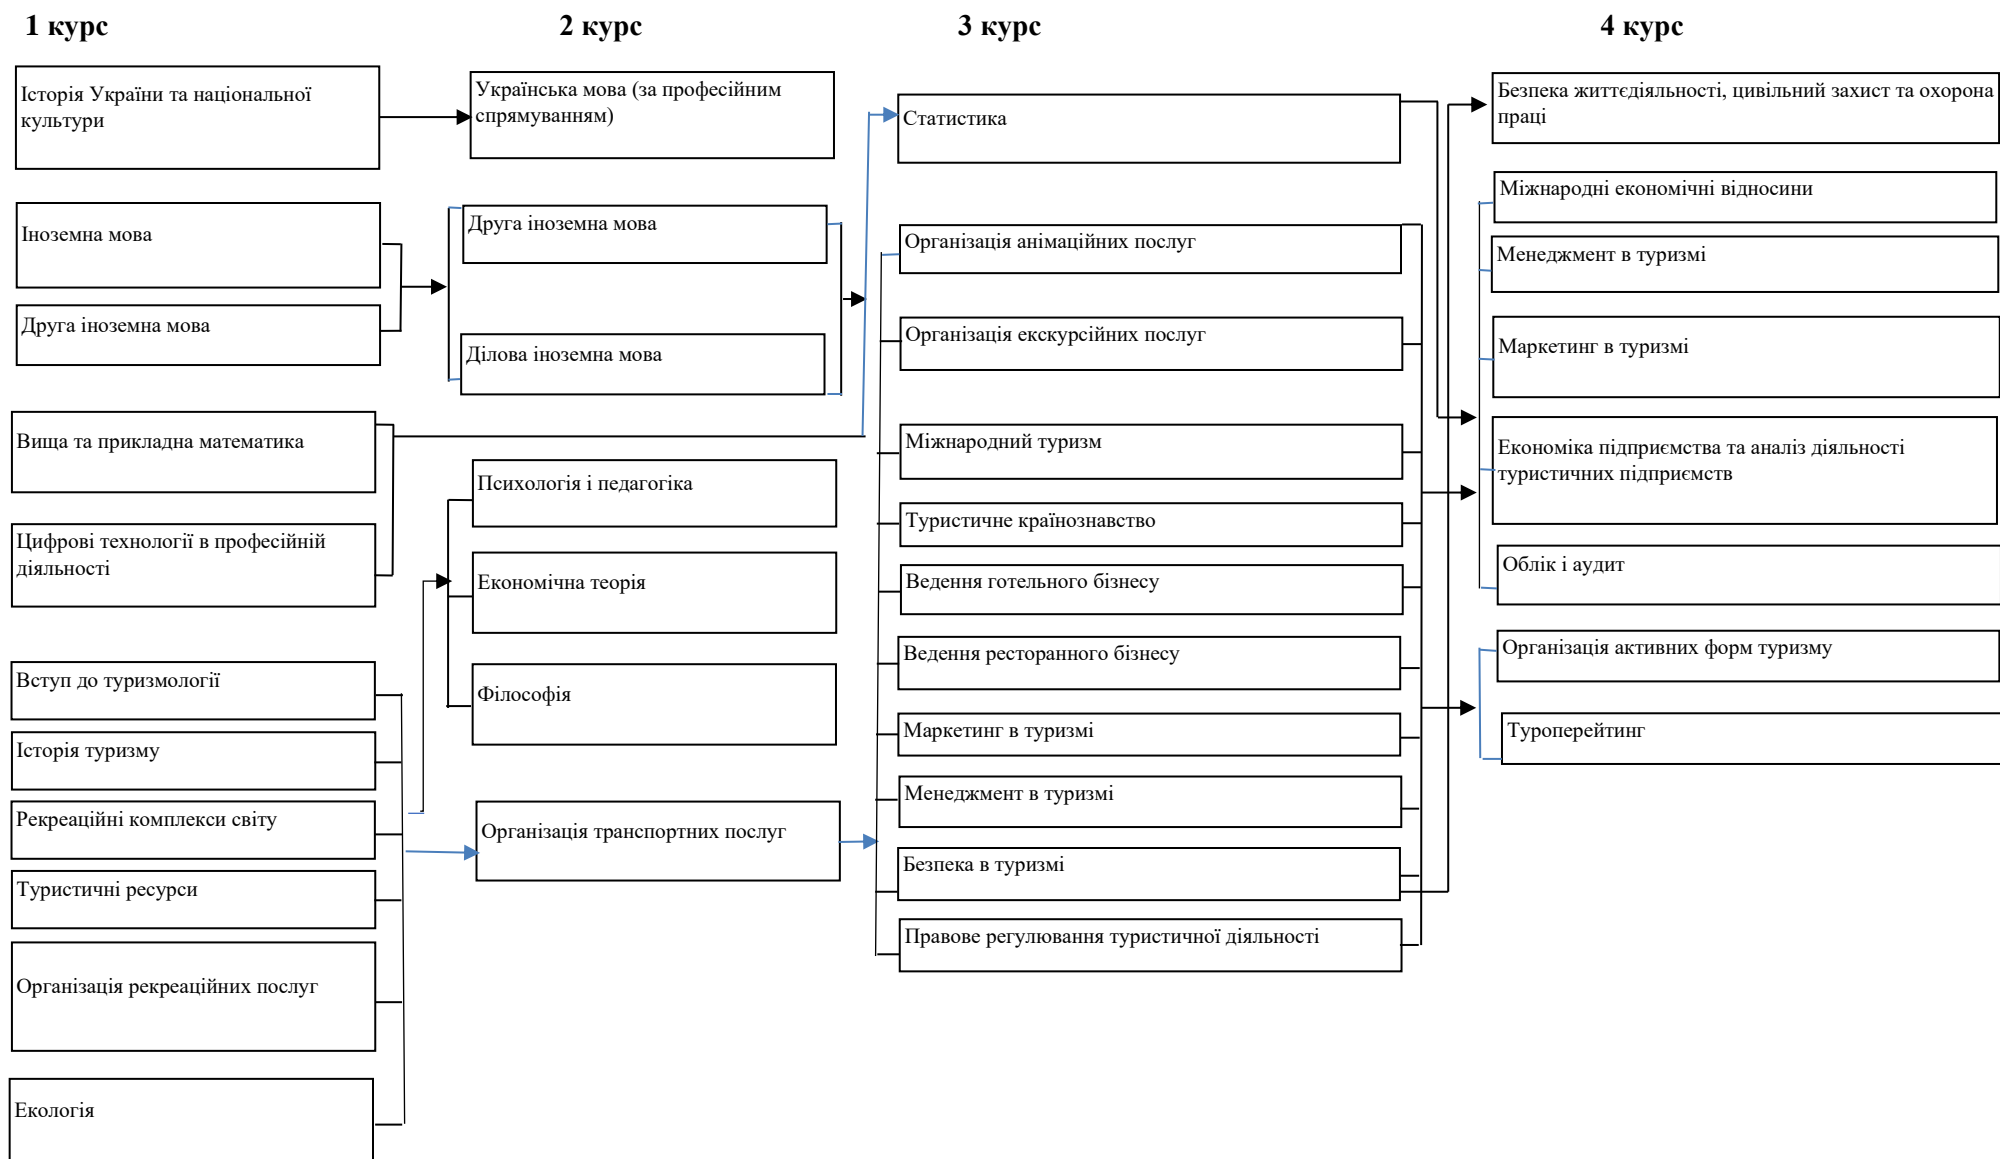 1 курс
2 курс
3 курс
4 курс
Історія України та національної
культури
Іноземна мова
Друга іноземна мова
Вища та прикладна математика
Цифрові технології в професійній
діяльності
Вступ до туризмології
Історія туризму
Рекреаційні комплекси світу
Туристичні ресурси
Організація рекреаційних послуг
Екологія
Українська мова (за професійним
спрямуванням)
Друга іноземна мова
Ділова іноземна мова
Психологія і педагогіка
Економічна теорія
Філософія
Організація транспортних послуг
Статистика
Організація анімаційних послуг
Організація екскурсійних послуг
Міжнародний туризм
Туристичне країнознавство
Ведення готельного бізнесу
Ведення ресторанного бізнесу
Маркетинг в туризмі
Менеджмент в туризмі
Безпека в туризмі
Правове регулювання туристичної діяльності
Безпека життєдіяльності, цивільний захист та охорона
праці
Міжнародні економічні відносини
Менеджмент в туризмі
Маркетинг в туризмі
Економіка підприємства та аналіз діяльності
туристичних підприємств
Облік і аудит
Організація активних форм туризму
Туроперейтинг